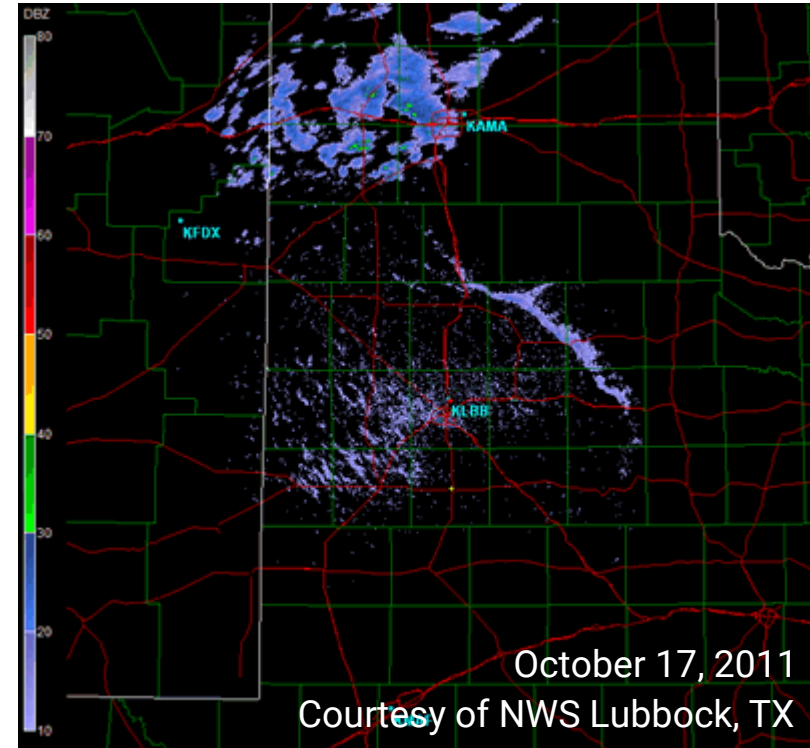 DBZ
80
70
KAMA
KFDX
60
50
KLBB
40
30
20
October 17, 2011
Courtesy of NWS Lubbock, TX
10